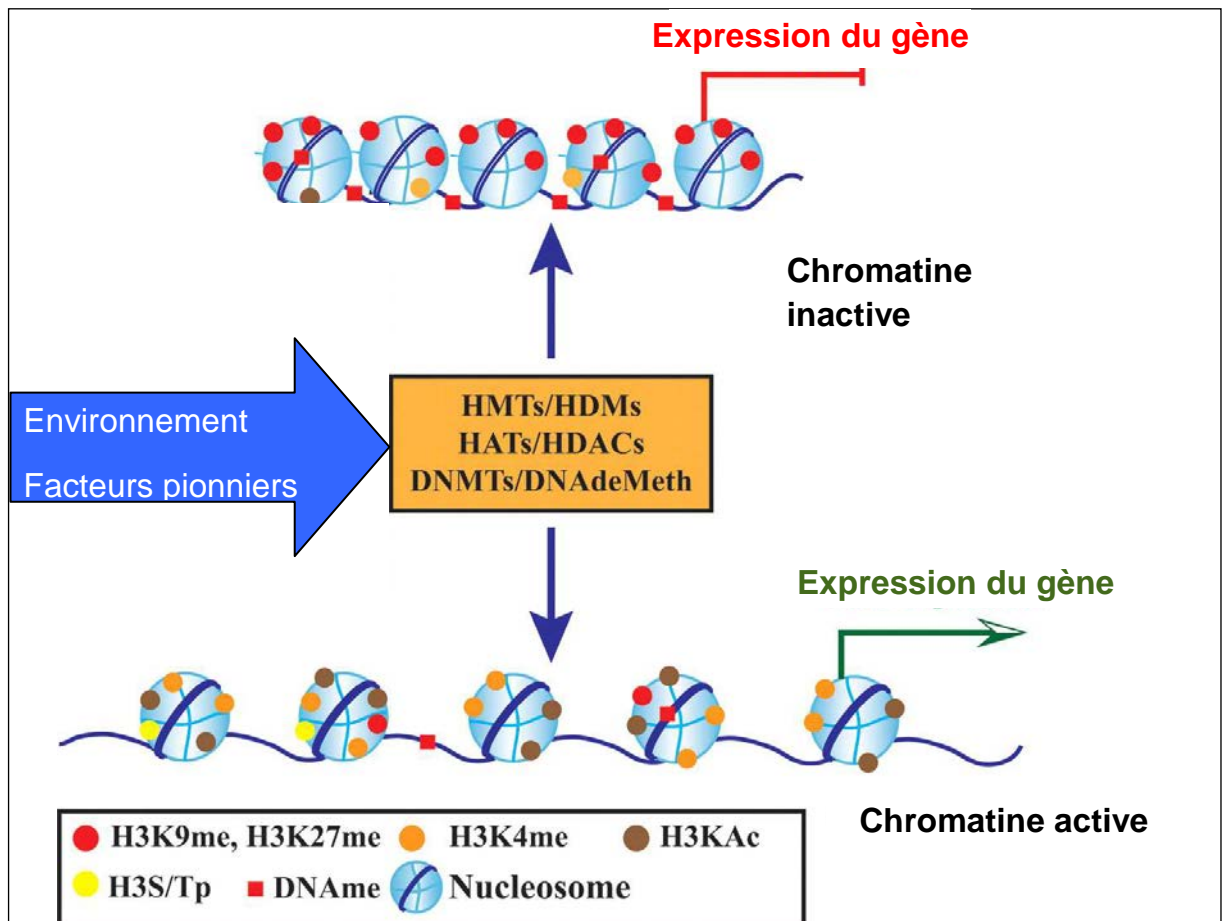 Expression du gène
Chromatine
inactive
Environnement
Facteurs pionniers
HMTs/HDMs
HATs/HDACs
DNMTs/DNAdeMeth
Expression du gène
Chromatine active
H3K9me, H3K27me H3K4me H3KAc
H3S/Tp DNAme Nucleosome